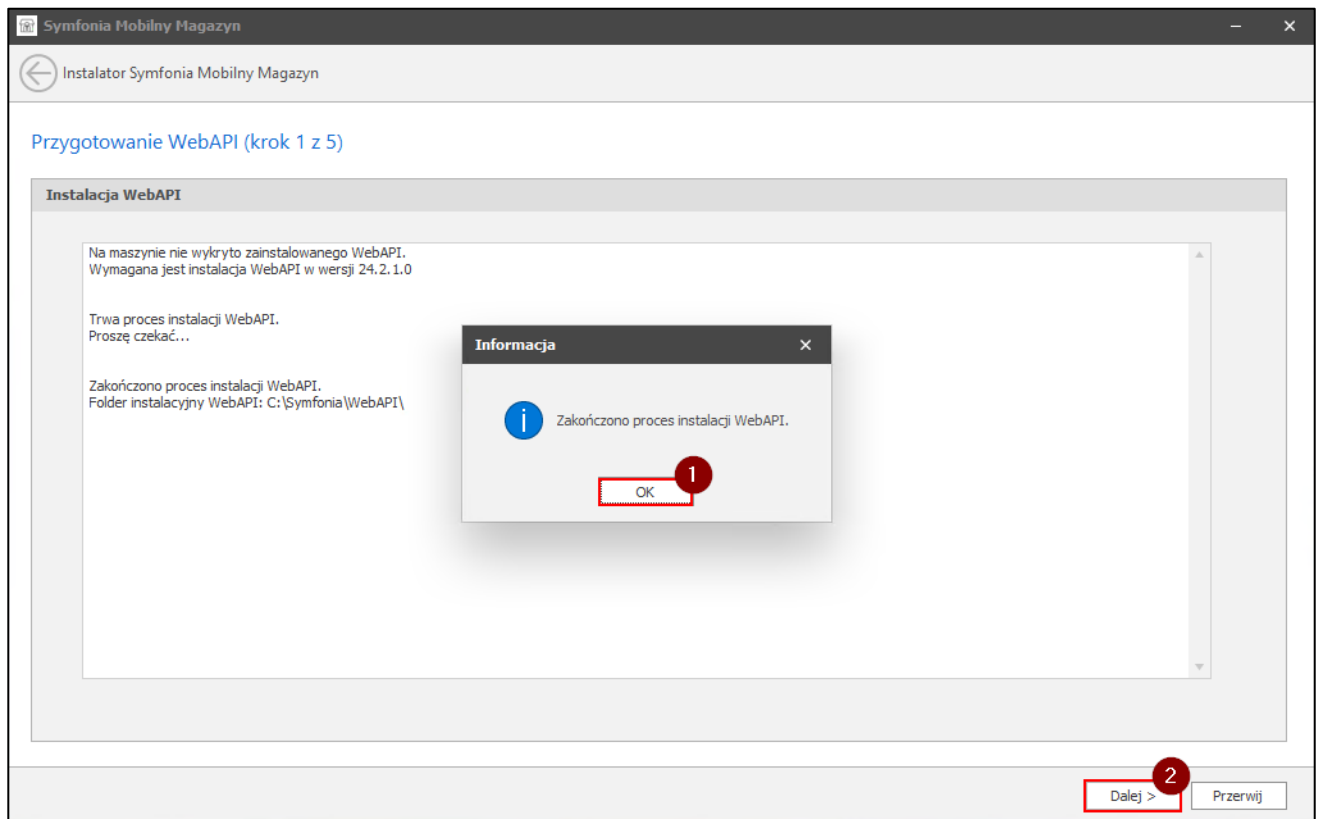 Symfonia Mobilny Magazyn
Instalator Symfonia Mobilny Magazyn
Przygotowanie WebAPI (krok 1 z 5)
Instalacja WebAPI
Na maszynie nie wykryto zainstalowanego WebAPI.
Wymagana jest instalacja WebAPI w wersji 24.2.1.0
Trwa proces instalacji WebAPI.
Proszę czekać...
Zakończono proces instalacji WebAPI.
Folder instalacyjny WebAPI: C:\Symfonia\WebAPI\
Informacja
Zakończono proces instalacji WebAPI.
1
OK
2
Dalej >
Przerwij